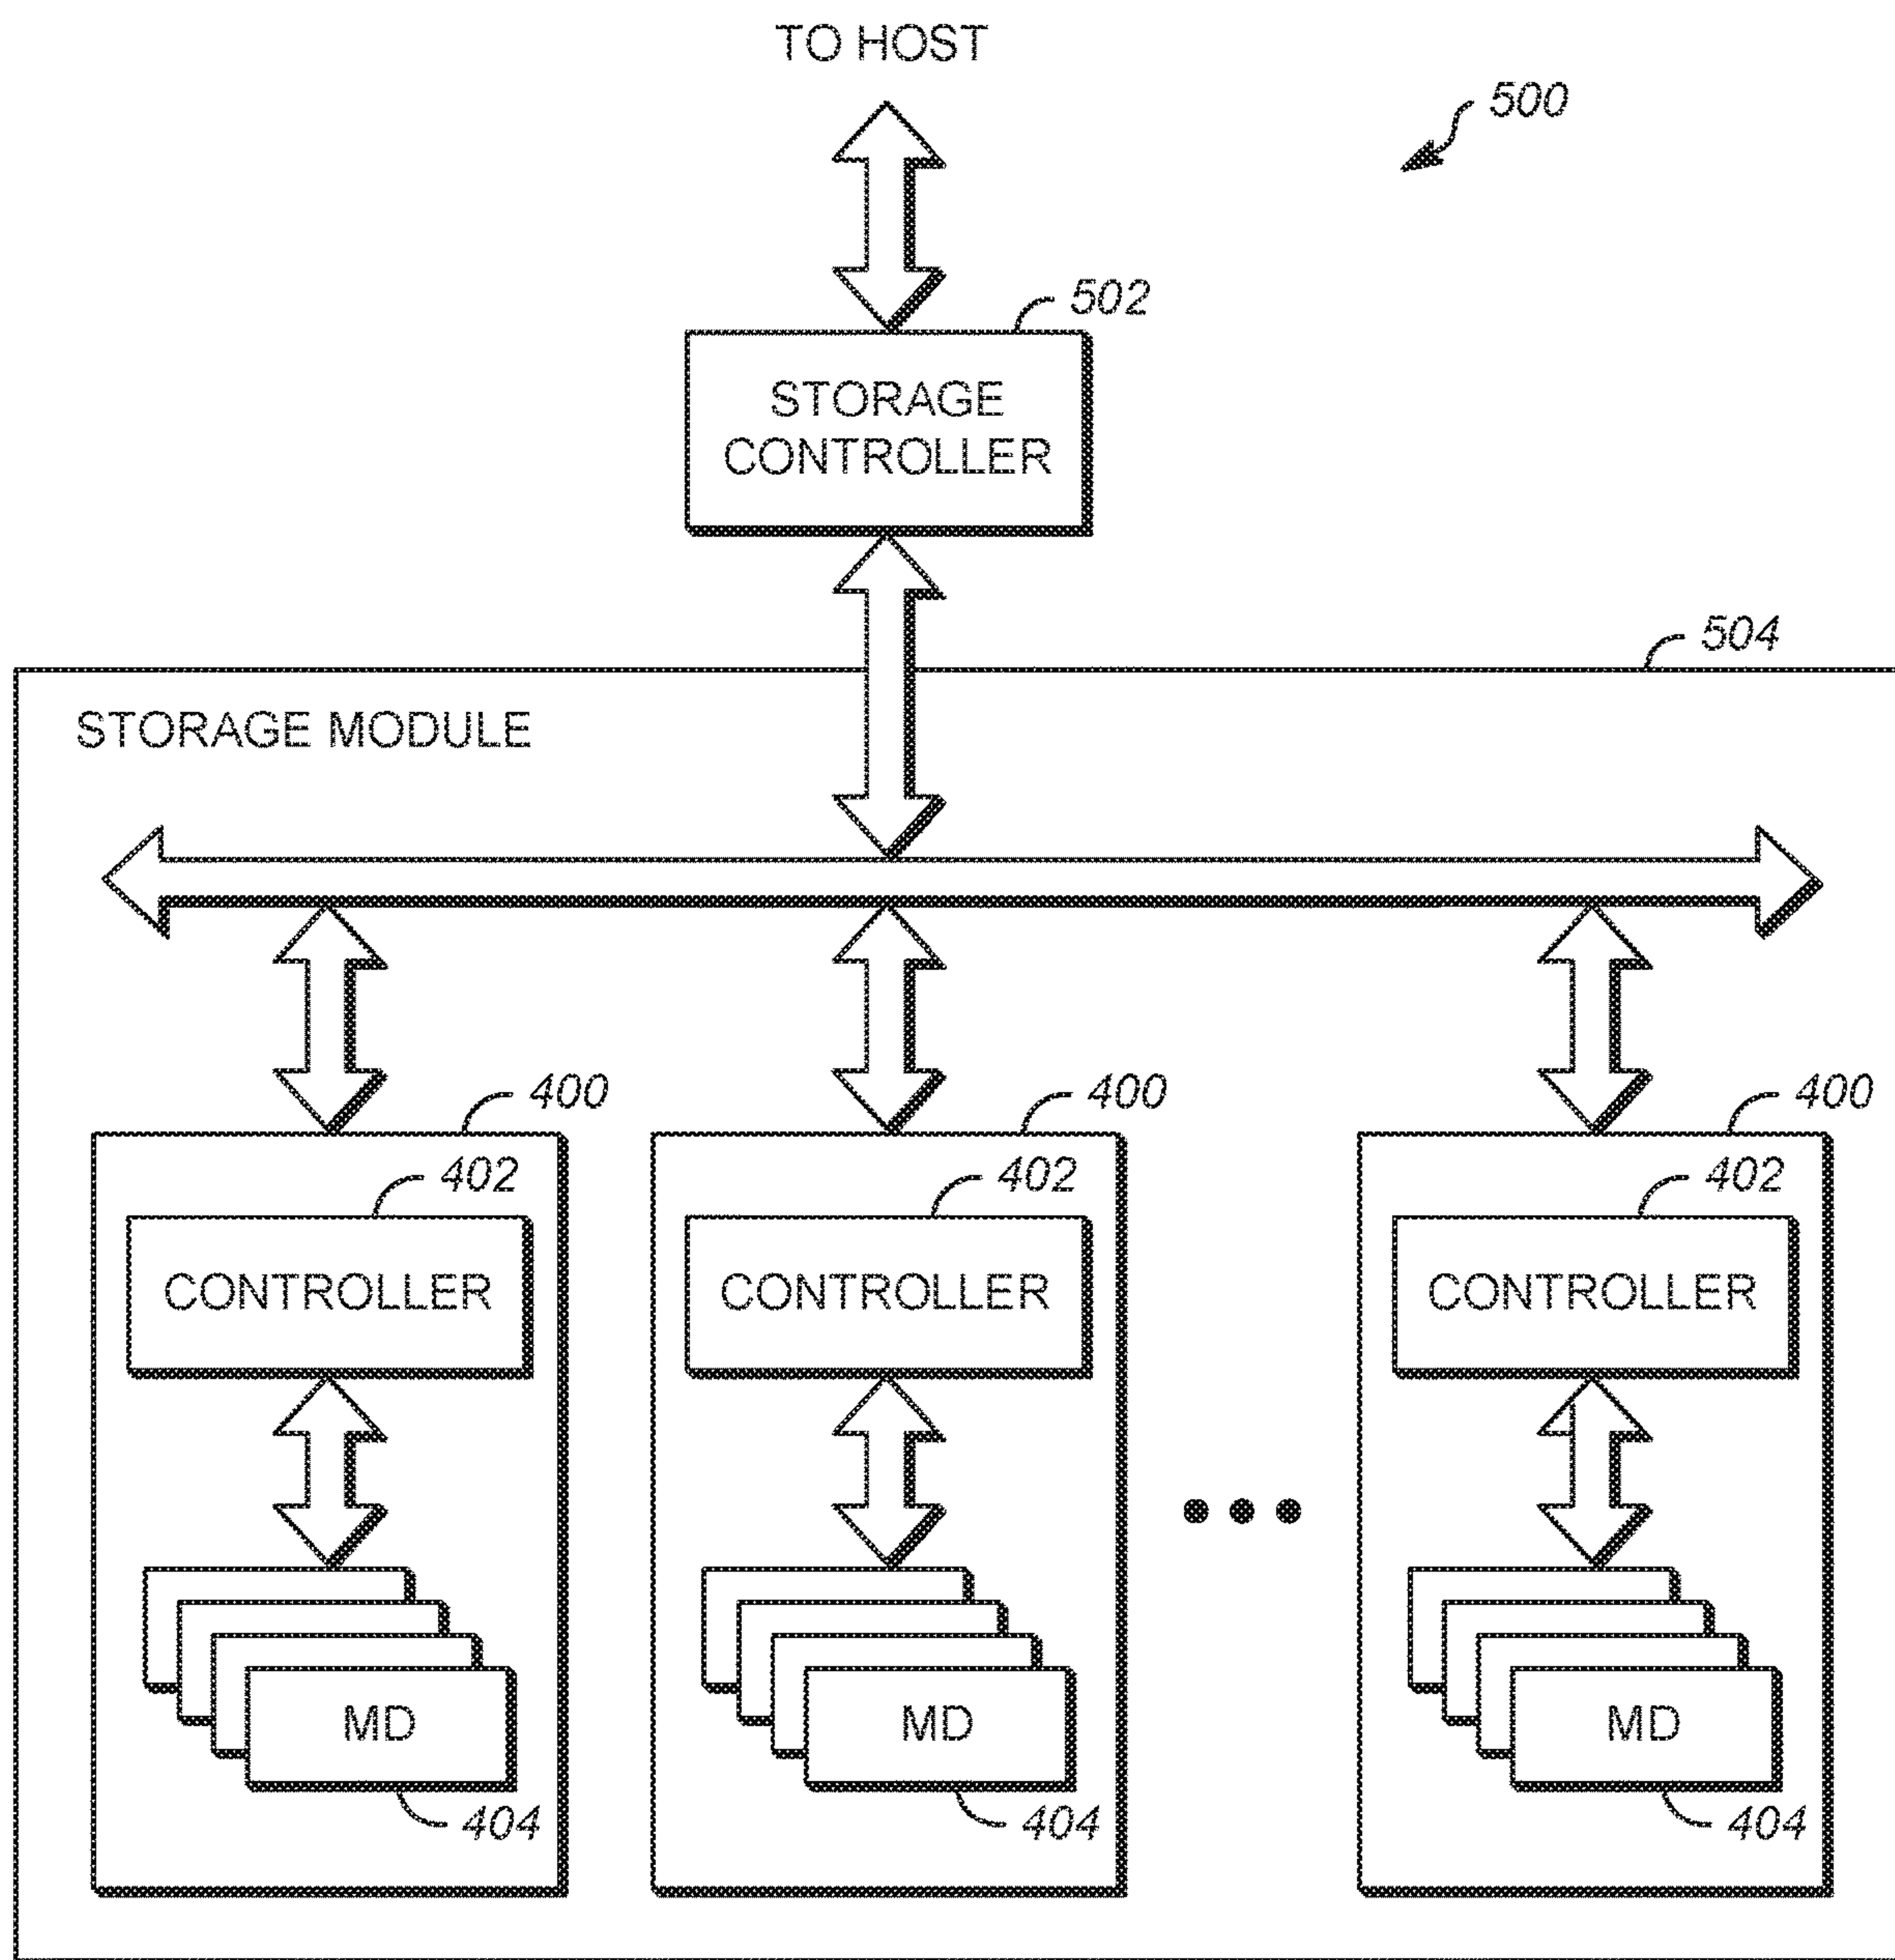 TO HOST
500
502
STORAGE
CONTROLLER
504
STORAGE MODULE
400 400 400
402 402 402
CONTROLLER CONTROLLER CONTROLLER
MD MD MD
404 404 404